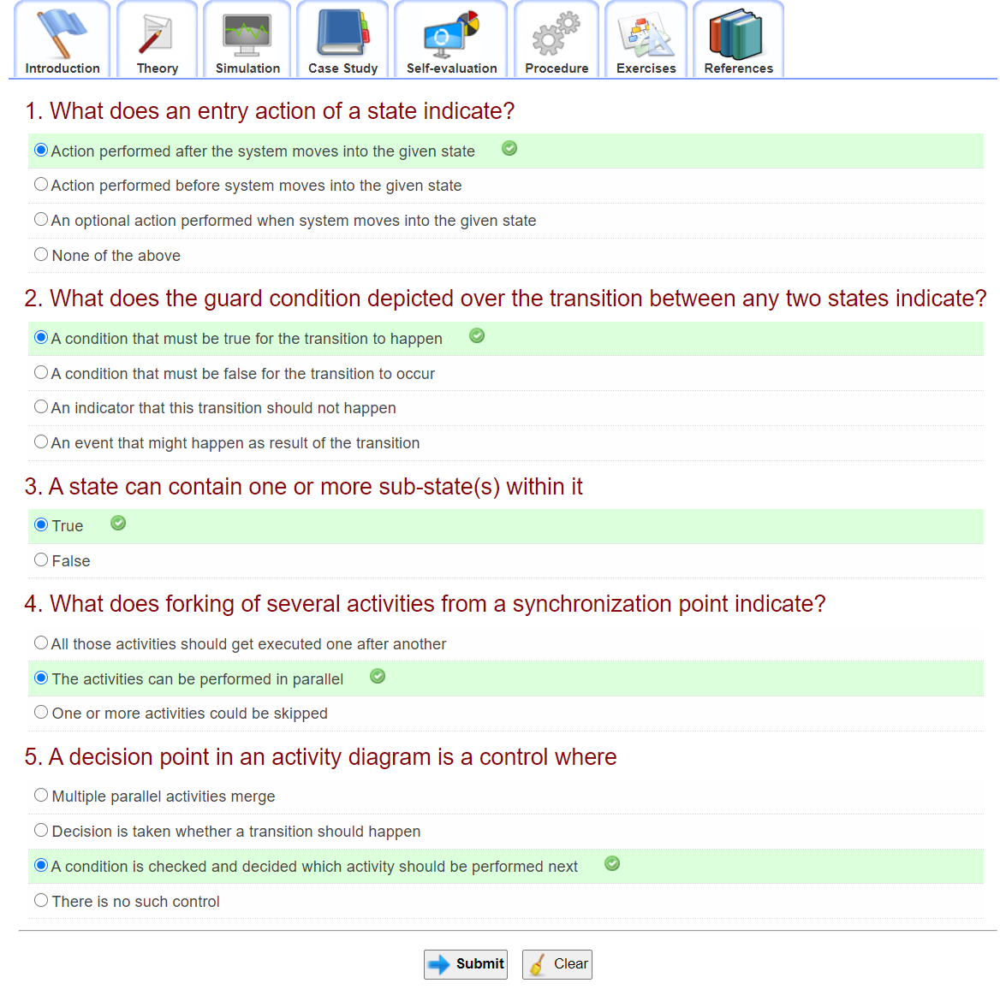 Introduction Theory Simulation Case Study Self-evaluation Procedure Exercises References
1. What does an entry action of a state indicate?
Action performed after the system moves into the given state
Action performed before system moves into the given state
An optional action performed when system moves into the given state
None of the above
2. What does the guard condition depicted over the transition between any two states indicate?
A condition that must be true for the transition to happen
A condition that must be false for the transition to occur
An indicator that this transition should not happen
An event that might happen as result of the transition
3. A state can contain one or more sub-state(s) within it
True
False
4. What does forking of several activities from a synchronization point indicate?
All those activities should get executed one after another
The activities can be performed in parallel
One or more activities could be skipped
5. A decision point in an activity diagram is a control where
Multiple parallel activities merge
Decision is taken whether a transition should happen
A condition is checked and decided which activity should be performed next
There is no such control
Submit Clear